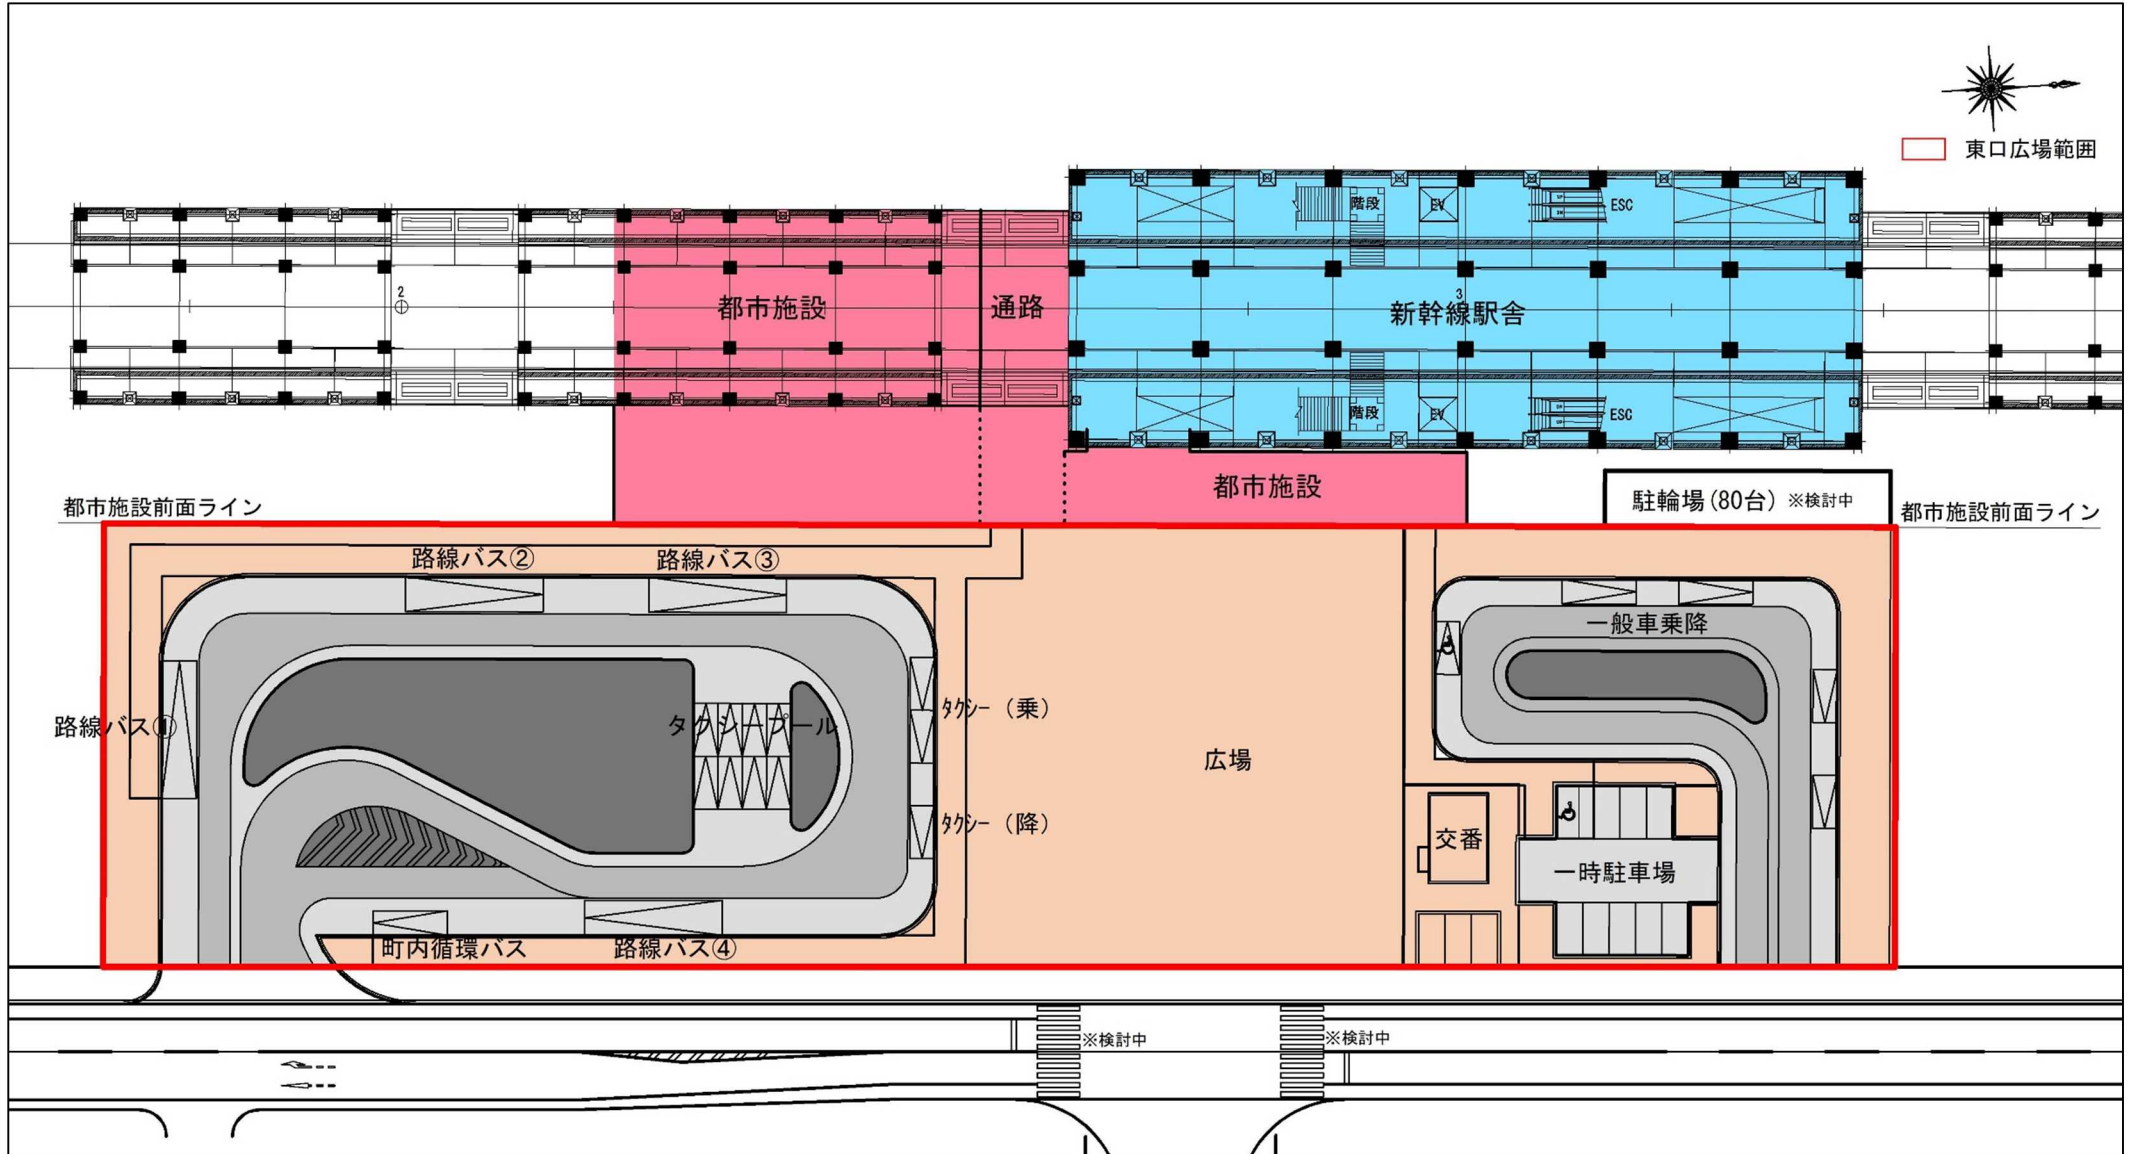 東口広場範囲
階段
EV
ESC
2
都市施設
通路
3
新幹線駅舎
階段
EV
ESC
都市施設
駐輪場(80台) ※検討中
都市施設前面ライン
都市施設前面ライン
路線バス②
路線バス③
一般車乗降
路線バス①
タクシープール
ﾀｸｼｰ (乗)
広場
ﾀｸｼｰ (降)
交番
一時駐車場
町内循環バス
路線バス④
※検討中
※検討中